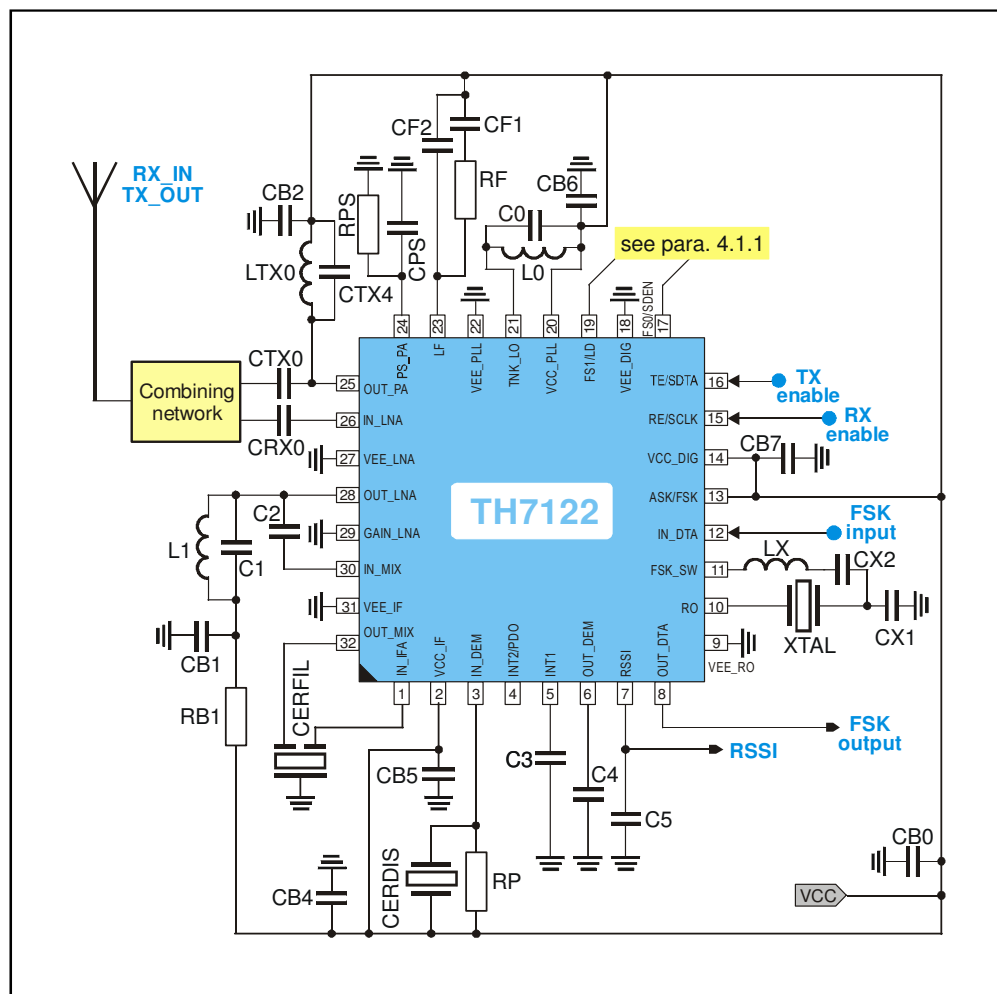 CF2
CF1
RX_IN
TX_OUT
CB2
RPS
CPS
RF
CB6
C0
L0
see para. 4.1.1
LTX0
CTX4
24
23
22
21
20
19
18
17
FS0/SDEN
PS_PA
LF
VEE_PLL
TNK_LO
VCC_PLL
FS1/LD
VEE_DIG
Combining
network
CTX0
CRX0
25
OUT_PA
26
IN_LNA
27
VEE_LNA
28
OUT_LNA
29
GAIN_LNA
30
IN_MIX
31
VEE_IF
32
OUT_MIX
TH7122
TE/SDTA
16
TX
enable
RE/SCLK
15
RX
enable
VCC_DIG
14
CB7
ASK/FSK
13
IN_DTA
12
FSK
input
FSK_SW
11
LX
CX2
RO
10
XTAL
CX1
9
VEE_RO
C2
L1
C1
CB1
RB1
CERFIL
IN_IFA
VCC_IF
IN_DEM
INT2/PDO
INT1
OUT_DEM
RSSI
OUT_DTA
1
2
3
4
5
6
7
8
FSK
output
RSSI
CB5
C3
C4
C5
CB4
CERDIS
RP
CB0
VCC